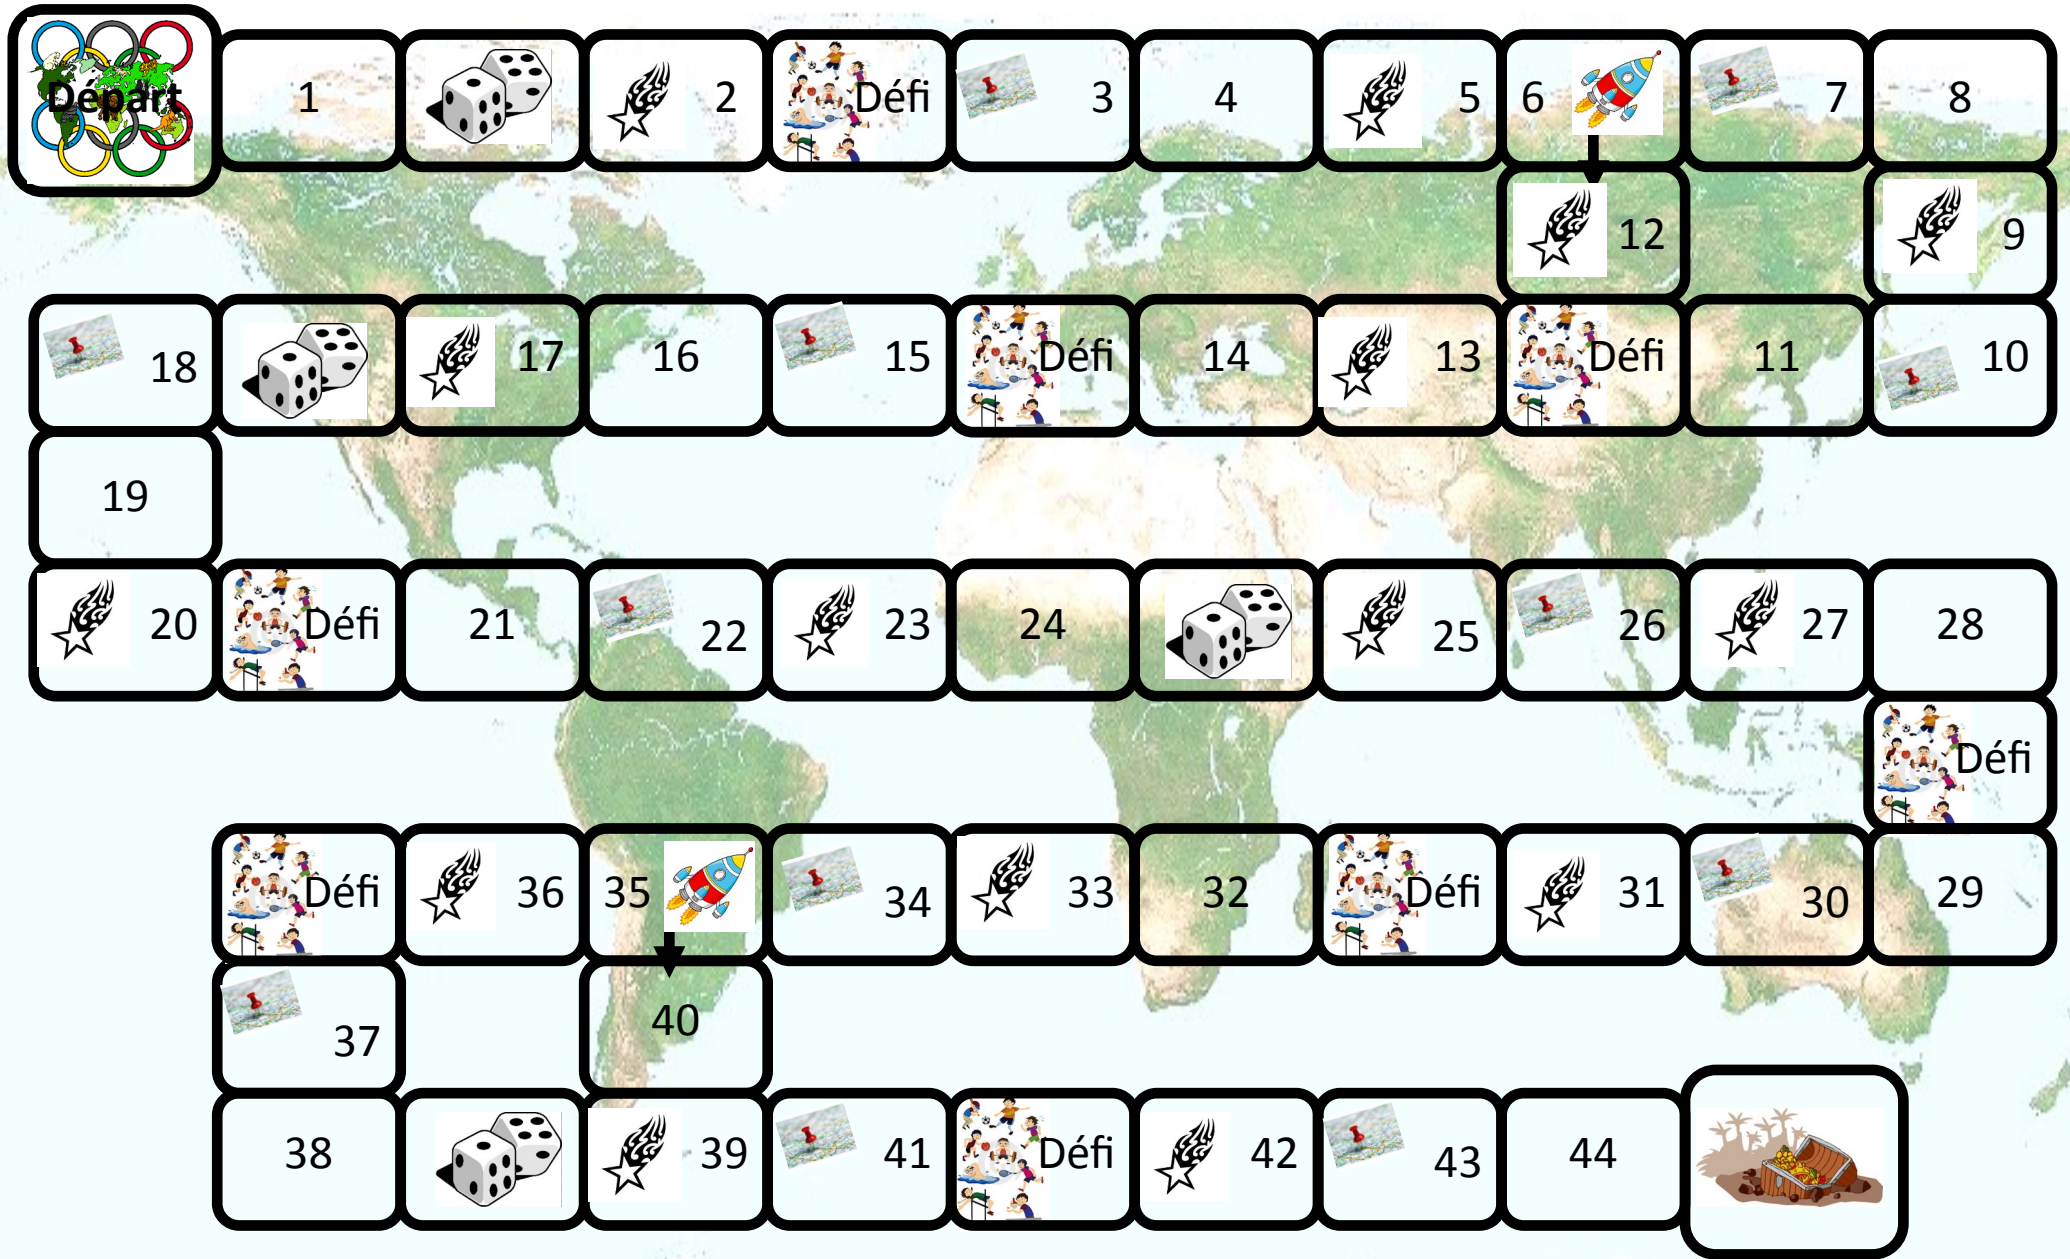 Départ 1 2 Défi 3 4 5 6 7 8
12 9
18 17 16 15 Défi 14 13 Défi 11 10
19
20 Défi 21 22 23 24 25 26 27 28
Défi
Défi 36 35 34 33 32 Défi 31 30 29
37 40
38 39 41 Défi 42 43 44